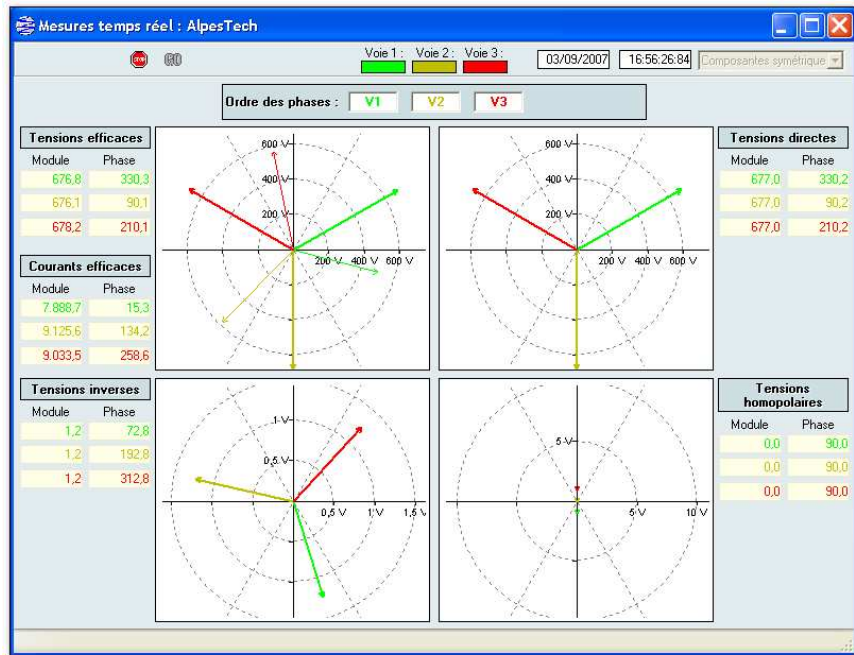 Mesures temps réel : AlpesTech
STOP GO
Voie 1 : Voie 2 : Voie 3 :
03/09/2007 16:56:26:84 Composantes symétrique
Ordre des phases : V1 V2 V3
Tensions efficaces
Module Phase
676,8 330,3
676,1 90,1
678,2 210,1
Courants efficaces
7.888,7 15,3
9.125,6 134,2
9.033,5 258,6
600 V
400 V
200 V
200 V 400 V 600 V
600 V
400 V
200 V
200 V 400 V 600 V
Tensions directes
Module Phase
677,0 330,2
677,0 90,2
677,0 210,2
Tensions inverses
Module Phase
1,2 72,8
1,2 192,8
1,2 312,8
1 V
0,5 V
0,5 V 1 V 1,5 V
5 V
5 V 10 V
Tensions
homopolaires
Module Phase
0,0 90,0
0,0 90,0
0,0 90,0